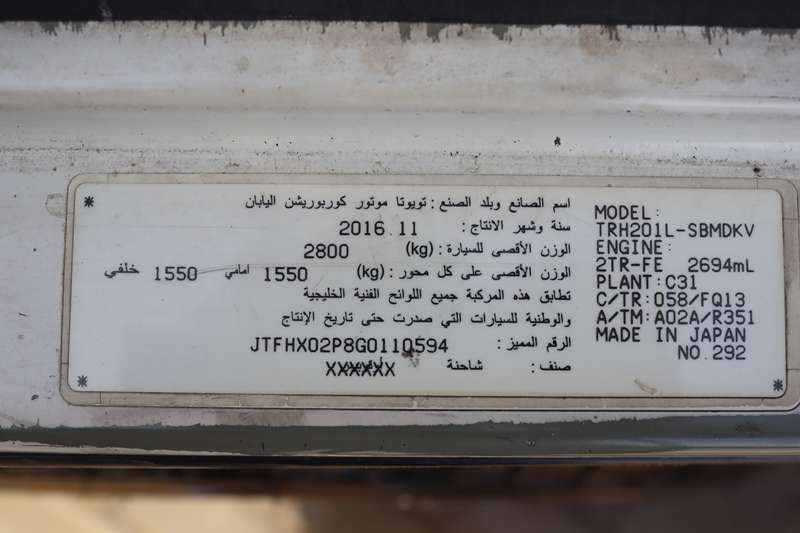 اسم الصانع وبلد الصنع : تويوتا موتور كوربوريشن اليابان
سنة وشهر الانتاج : 2016.11
الوزن الأقصى للسيارة : (kg) 2800
الوزن الأقصى على كل محور : (kg) 1550 امامي 1550 خلفي
تطابق هذه المركبة جميع اللوائح الفنية الخليجية
والوطنية للسيارات التي صدرت حتى تاريخ الإنتاج
الرقم المميز : JTFHX02P8G0110594
صنف : شاحنة XXXXXX
MODEL:
TRH201L-SBMDKV
ENGINE:
2TR-FE 2694mL
PLANT: C31
C/TR: 058/FQ13
A/TM: A02A/R351
MADE IN JAPAN
NO. 292